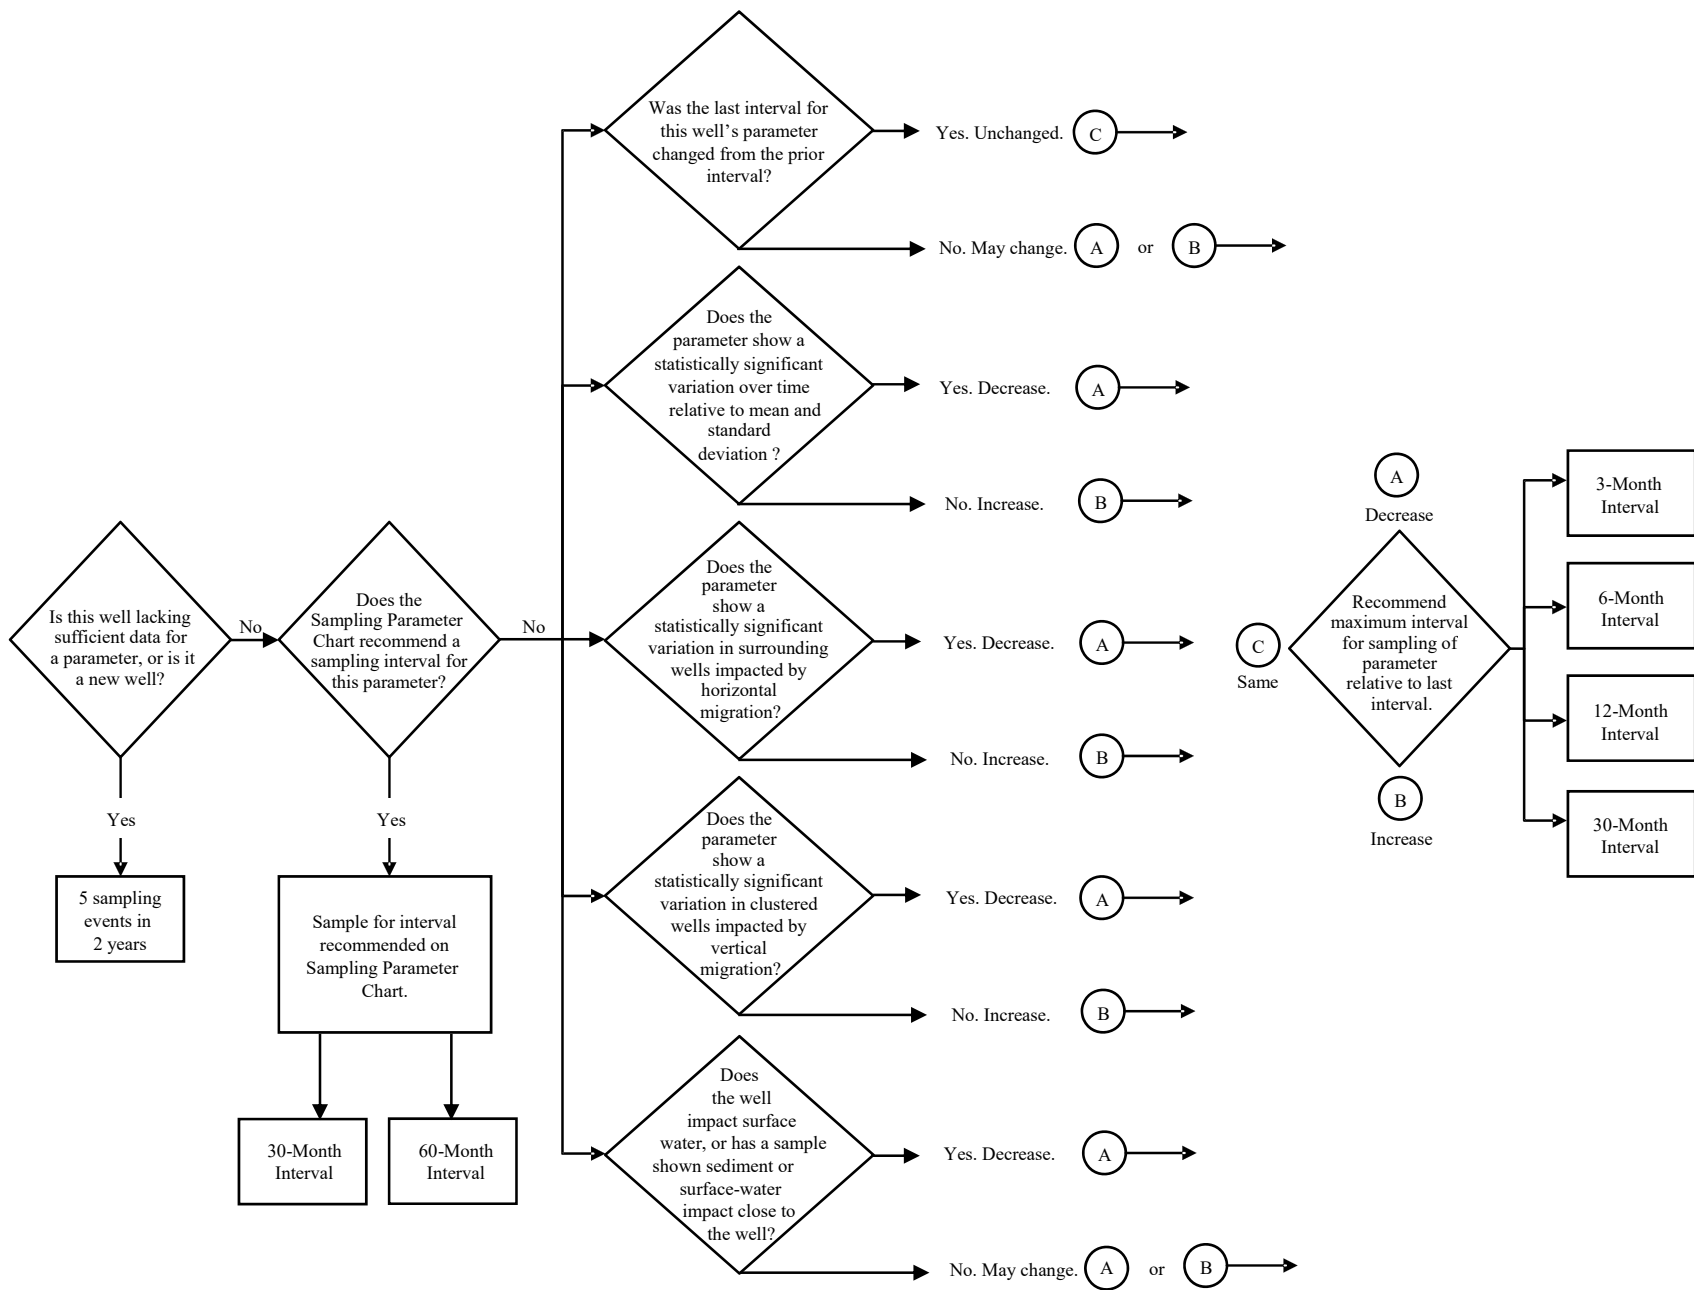 Was the last interval for
this well’s parameter
changed from the prior
interval?
Yes. Unchanged.
C
No. May change.
A
or
B
Does the
parameter show a
statistically significant
variation over time
relative to mean and
standard
deviation ?
Yes. Decrease.
A
No. Increase.
B
Is this well lacking
sufficient data for
a parameter, or is it
a new well?
No
Yes
5 sampling
events in
2 years
Does the
Sampling Parameter
Chart recommend a
sampling interval for
this parameter?
No
Yes
Sample for interval
recommended on
Sampling Parameter
Chart.
30-Month
Interval
60-Month
Interval
Does the
parameter
show a
statistically significant
variation in surrounding
wells impacted by
horizontal
migration?
Yes. Decrease.
A
No. Increase.
B
Does the
parameter
show a
statistically significant
variation in clustered
wells impacted by
vertical
migration?
Yes. Decrease.
A
No. Increase.
B
Does
the well
impact surface
water, or has a sample
shown sediment or
surface-water
impact close to
the well?
Yes. Decrease.
A
No. May change.
A
or
B
A
Decrease
C
Same
Recommend
maximum interval
for sampling of
parameter
relative to last
interval.
B
Increase
3-Month
Interval
6-Month
Interval
12-Month
Interval
30-Month
Interval